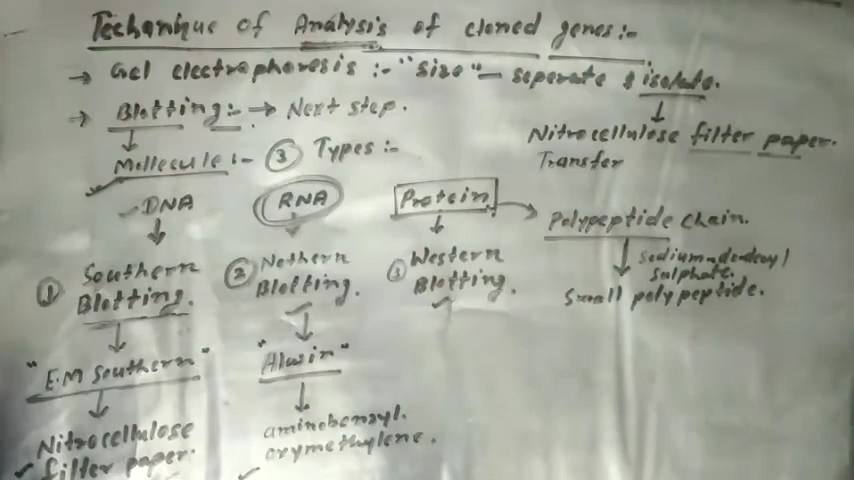 Techanique of Analysis of cloned genes:-
→ Gel electrophoresis :- "Size" - seperate & isolate.
→ Blotting :- → Next step.
Nitrocellulose filter paper.
Transfer
Mollecule :- ③ Types :-
DNA
RNA
Protein
Polypeptide chain.
Sodium dodecyl
Sulphate.
Small polypeptide.
① Southern
Blotting.
② Nothern
Blotting.
③ Western
Blotting.
"E.M Southern"
"Alwin"
Nitrocellulose
filter paper.
aminobenzyl.
oxymethylene.